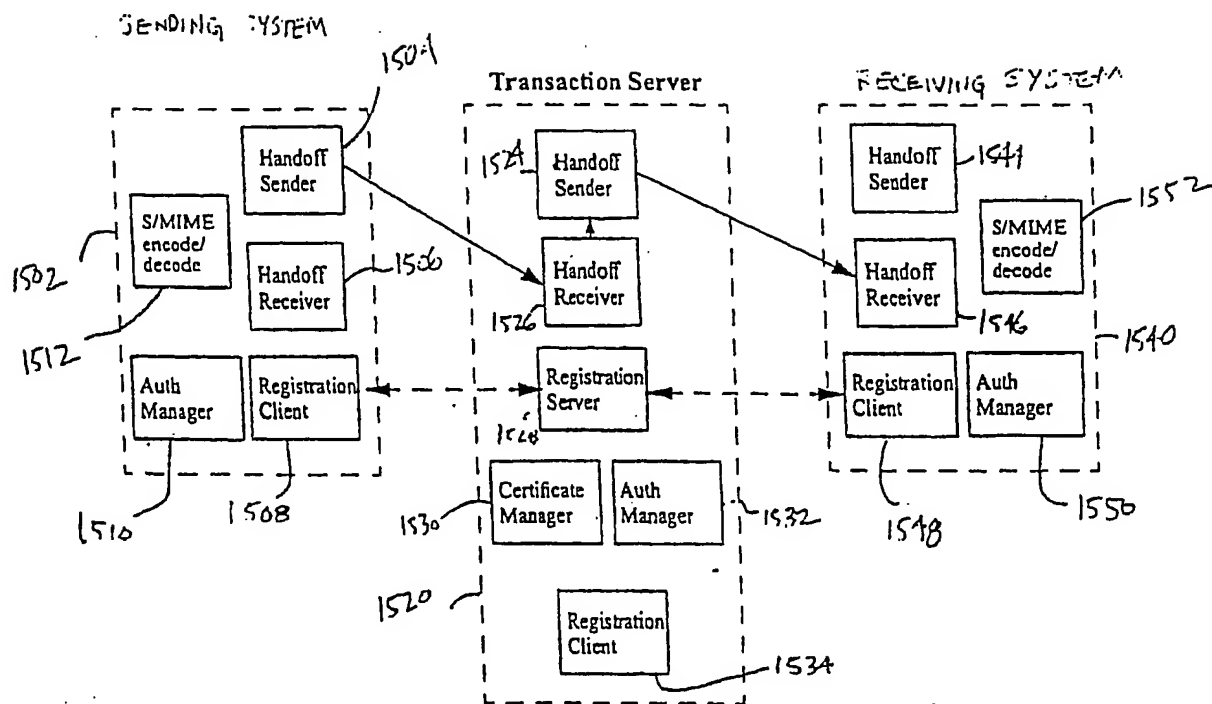 SENDING SYSTEM
1504
Transaction Server
RECEIVING SYSTEM
Handoff
Sender
1524
Handoff
Sender
Handoff
Sender
1544
1552
S/MIME
encode/
decode
S/MIME
encode/
decode
1502
Handoff
Receiver
1506
Handoff
Receiver
1526
Handoff
Receiver
1546
1540
1512
Auth
Manager
Registration
Client
Registration
Server
1528
Registration
Client
Auth
Manager
1510
1508
1530
Certificate
Manager
Auth
Manager
1532
1548
1550
1520
Registration
Client
1534